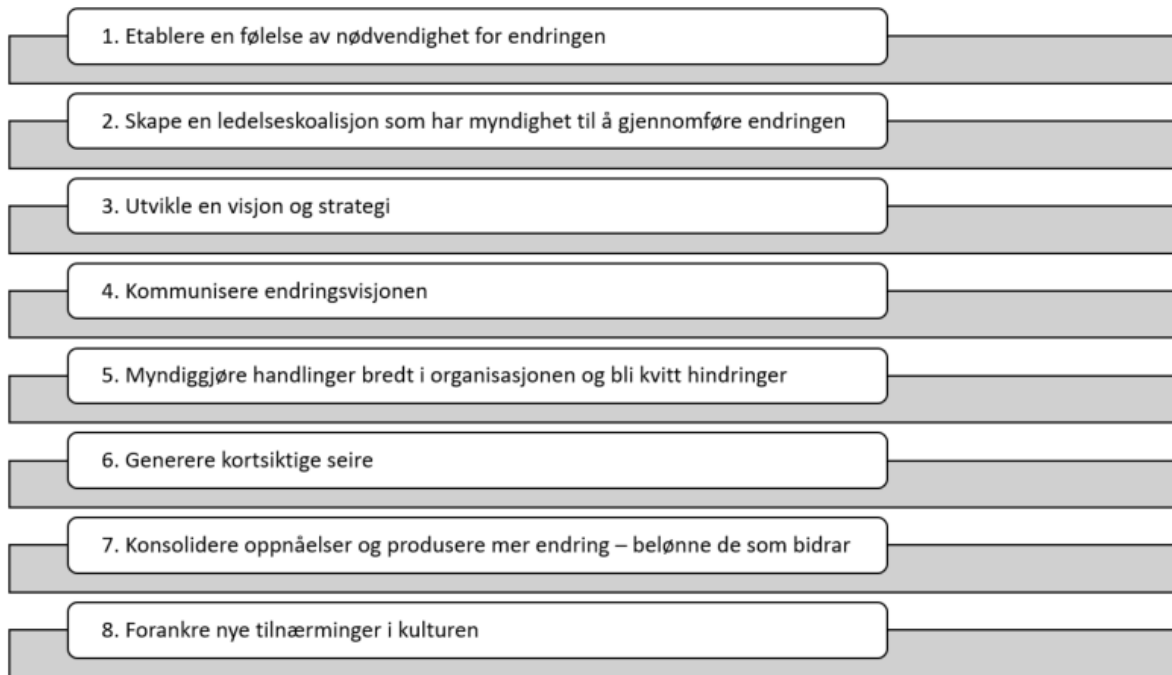 1. Etablere en følelse av nødvendighet for endringen
2. Skape en ledelseskoalisjon som har myndighet til å gjennomføre endringen
3. Utvikle en visjon og strategi
4. Kommunisere endringsvisjonen
5. Myndiggjøre handlinger bredt i organisasjonen og bli kvitt hindringer
6. Generere kortsiktige seire
7. Konsolidere oppnåelser og produsere mer endring – belønne de som bidrar
8. Forankre nye tilnærminger i kulturen